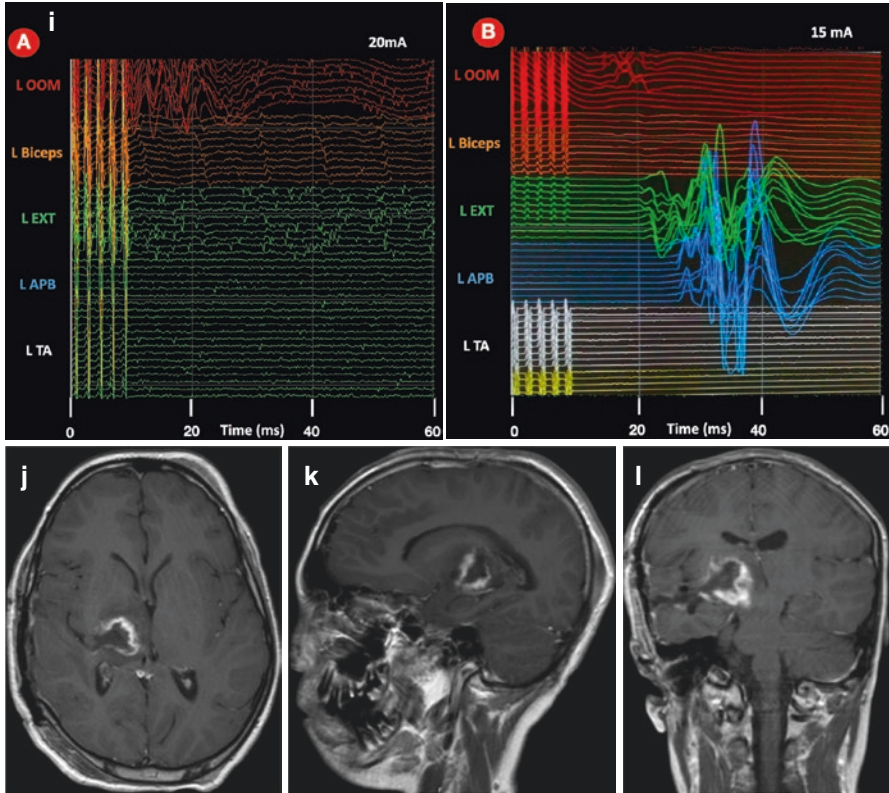 i
A
20mA
L OOM
L Biceps
L EXT
L APB
L TA
0 20 40 60
Time (ms)
B
15 mA
L OOM
L Biceps
L EXT
L APB
L TA
0 20 40 60
Time (ms)
j
k
l